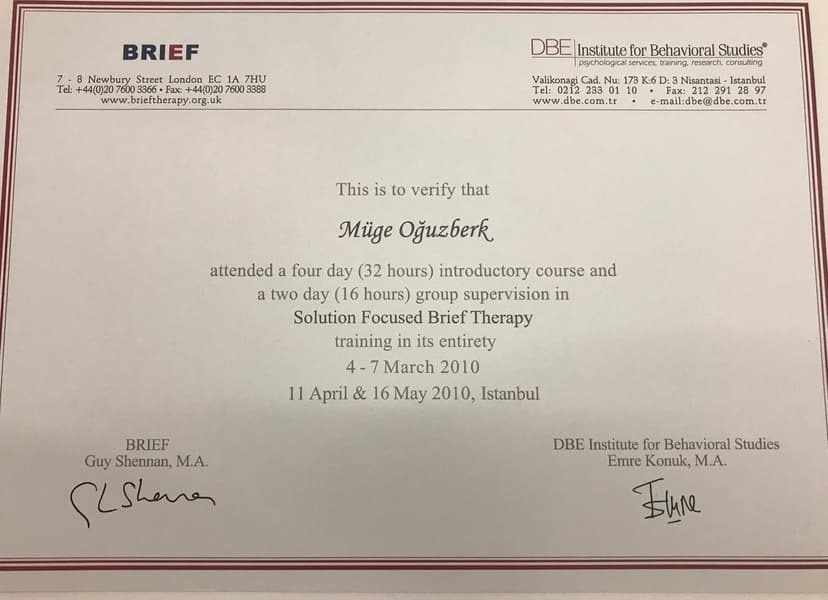 BRIEF
7 - 8 Newbury Street London EC 1A 7HU
Tel: +44(0)20 7600 3366 • Fax: +44(0)20 7600 3388
www.brieftherapy.org.uk
DBE Institute for Behavioral Studies®
psychological services, training, research, consulting
Valikonagi Cad. Nu: 173 K:6 D: 3 Nisantasi - Istanbul
Tel: 0212 233 01 10 • Fax: 212 291 28 97
www.dbe.com.tr • e-mail:dbe@dbe.com.tr
This is to verify that
Müge Oğuzberk
attended a four day (32 hours) introductory course and
a two day (16 hours) group supervision in
Solution Focused Brief Therapy
training in its entirety
4 - 7 March 2010
11 April & 16 May 2010, Istanbul
BRIEF
Guy Shennan, M.A.
DBE Institute for Behavioral Studies
Emre Konuk, M.A.